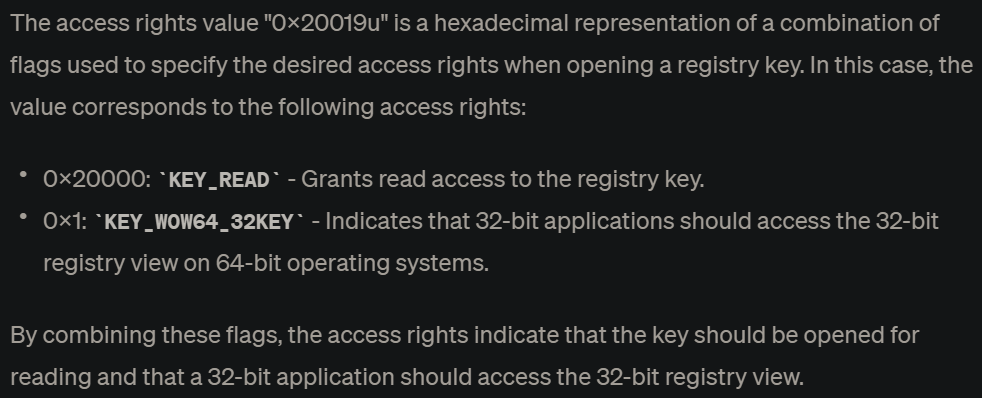 The access rights value "0×20019u" is a hexadecimal representation of a combination of
flags used to specify the desired access rights when opening a registry key. In this case, the
value corresponds to the following access rights:
• 0×20000: `KEY_READ` - Grants read access to the registry key.
• 0×1: `KEY_WOW64_32KEY` - Indicates that 32-bit applications should access the 32-bit
registry view on 64-bit operating systems.
By combining these flags, the access rights indicate that the key should be opened for
reading and that a 32-bit application should access the 32-bit registry view.